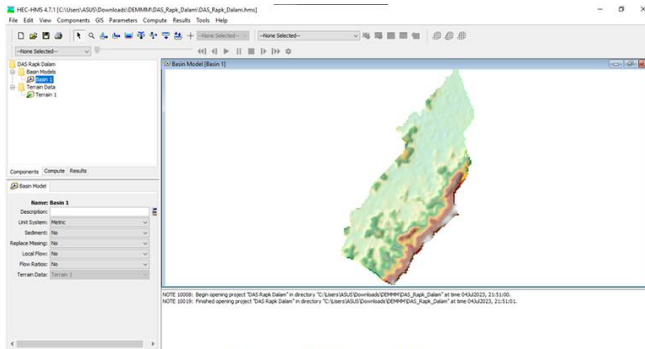 HEC-HMS 4.7.1 [C:\Users\ASUS\Downloads\DEMMM\DAS_Rapk_Dalam\DAS_Rapk_Dalam.hms]
File Edit View Components GIS Parameters Compute Results Tools Help
--None Selected-- --None Selected--
--None Selected--
DAS Rapk Dalam
Basin Models
Basin 1
Terrain Data
Terrain 1
Components Compute Results
Basin Model
Name: Basin 1
Description:
Unit System: Metric
Sediment: No
Replace Missing: No
Local Flow: No
Flow Ratios: No
Terrain Data: Terrain 1
Basin Model [Basin 1]
NOTE 10008: Begin opening project "DAS Rapk Dalam" in directory "C:\Users\ASUS\Downloads\DEMMM\DAS_Rapk_Dalam" at time 04Jul2023, 21:51:00.
NOTE 10019: Finished opening project "DAS Rapk Dalam" in directory "C:\Users\ASUS\Downloads\DEMMM\DAS_Rapk_Dalam" at time 04Jul2023, 21:51:01.